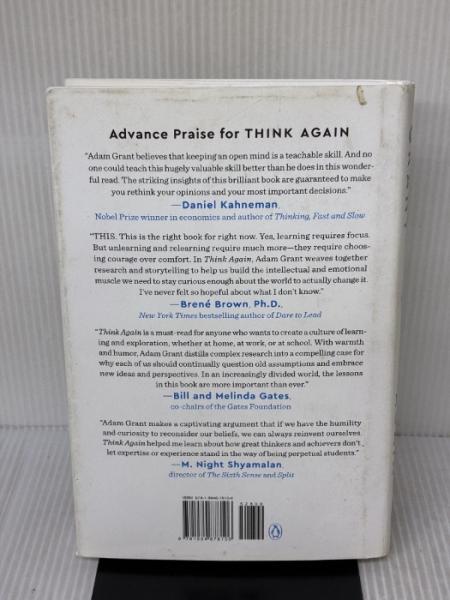 Advance Praise for THINK AGAIN
"Adam Grant believes that keeping an open mind is a teachable skill. And no
one could teach this hugely valuable skill better than he does in this wonder-
ful read. The striking insights of this brilliant book are guaranteed to make
you rethink your opinions and your most important decisions."
—Daniel Kahneman,
Nobel Prize winner in economics and author of Thinking, Fast and Slow
"THIS. This is the right book for right now. Yes, learning requires focus.
But unlearning and relearning require much more—they require choos-
ing courage over comfort. In Think Again, Adam Grant weaves together
research and storytelling to help us build the intellectual and emotional
muscle we need to stay curious enough about the world to actually change it.
I've never felt so hopeful about what I don't know."
—Brené Brown, Ph.D.,
New York Times bestselling author of Dare to Lead
"Think Again is a must-read for anyone who wants to create a culture of learn-
ing and exploration, whether at home, at work, or at school. With warmth
and humor, Adam Grant distills complex research into a compelling case for
why each of us should continually question old assumptions and embrace
new ideas and perspectives. In an increasingly divided world, the lessons
in this book are more important than ever."
—Bill and Melinda Gates,
co-chairs of the Gates Foundation
"Adam Grant makes a captivating argument that if we have the humility
and curiosity to reconsider our beliefs, we can always reinvent ourselves.
Think Again helped me learn about how great thinkers and achievers don't
let expertise or experience stand in the way of being perpetual students."
—M. Night Shyamalan,
director of The Sixth Sense and Split
ISBN